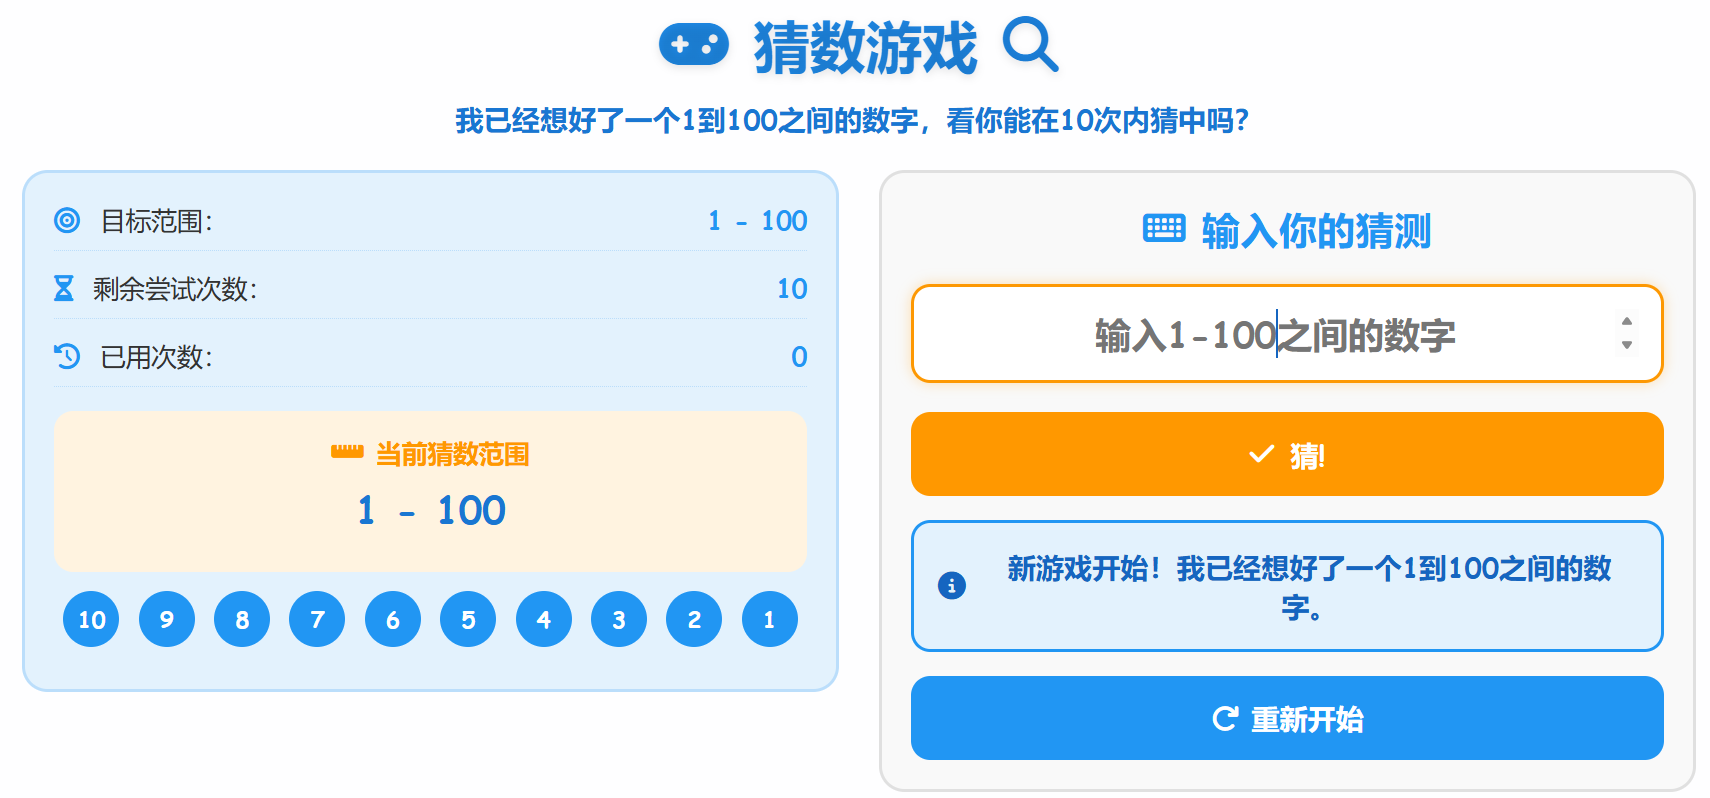 猜数游戏
我已经想好了一个1到100之间的数字，看你能在10次内猜中吗？
目标范围： 1 - 100
剩余尝试次数： 10
已用次数： 0
当前猜数范围
1 - 100
10 9 8 7 6 5 4 3 2 1
输入你的猜测
输入1-100之间的数字
猜!
新游戏开始！我已经想好了一个1到100之间的数
字。
重新开始